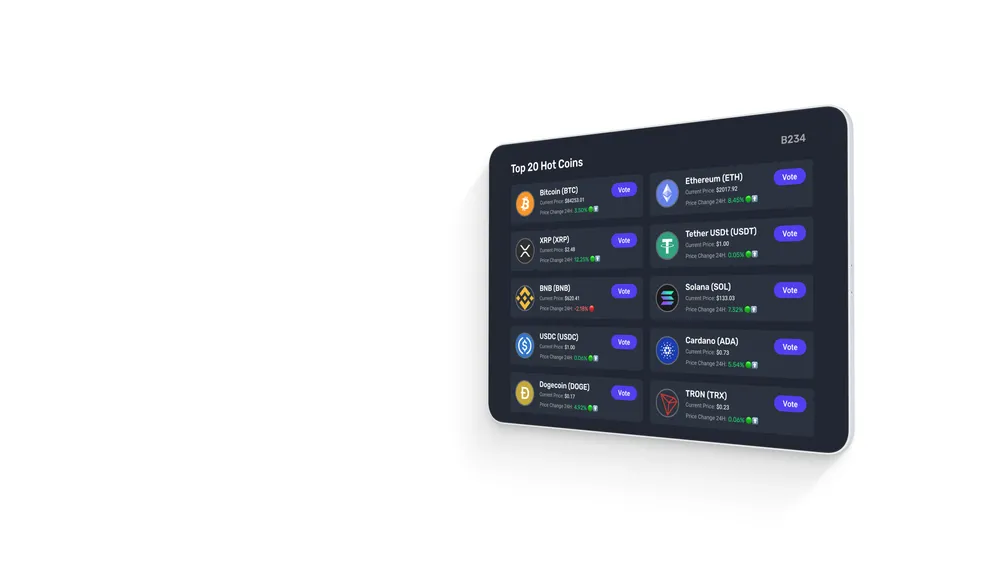 B234
Top 20 Hot Coins
Bitcoin (BTC)
Current Price: $84253.01
Price Change 24H: 3.50%
Vote
Ethereum (ETH)
Current Price: $2017.92
Price Change 24H: 8.45%
Vote
XRP (XRP)
Current Price: $2.48
Price Change 24H: 12.25%
Vote
Tether USDt (USDT)
Current Price: $1.00
Price Change 24H: 0.05%
Vote
BNB (BNB)
Current Price: $620.41
Price Change 24H: -2.18%
Vote
Solana (SOL)
Current Price: $133.03
Price Change 24H: 7.52%
Vote
USDC (USDC)
Current Price: $1.00
Price Change 24H: 0.06%
Vote
Cardano (ADA)
Current Price: $0.73
Price Change 24H: 5.54%
Vote
Dogecoin (DOGE)
Current Price: $0.17
Price Change 24H: 4.92%
Vote
TRON (TRX)
Current Price: $0.23
Price Change 24H: 0.06%
Vote